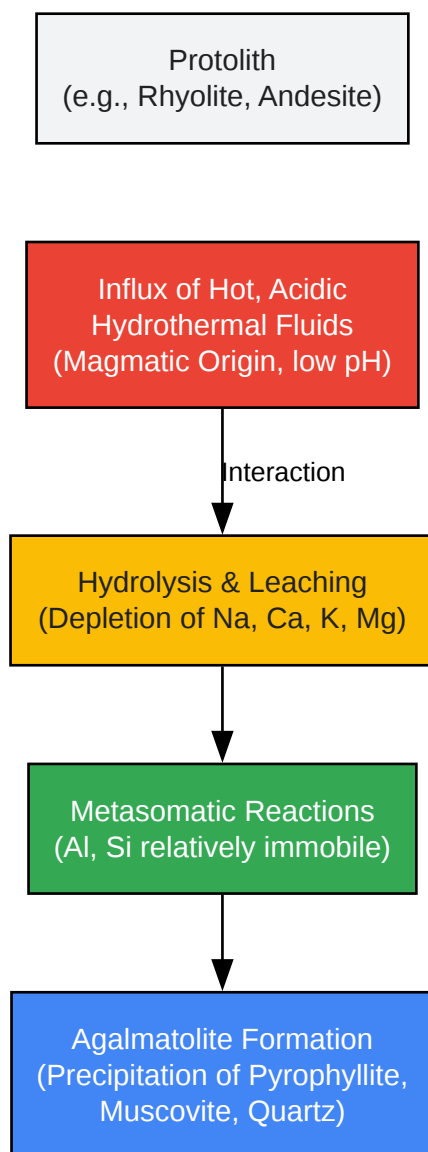 Protolith
(e.g., Rhyolite, Andesite)
Influx of Hot, Acidic
Hydrothermal Fluids
(Magmatic Origin, low pH)
Interaction
Hydrolysis & Leaching
(Depletion of Na, Ca, K, Mg)
Metasomatic Reactions
(Al, Si relatively immobile)
Agalmatolite Formation
(Precipitation of Pyrophyllite,
Muscovite, Quartz)